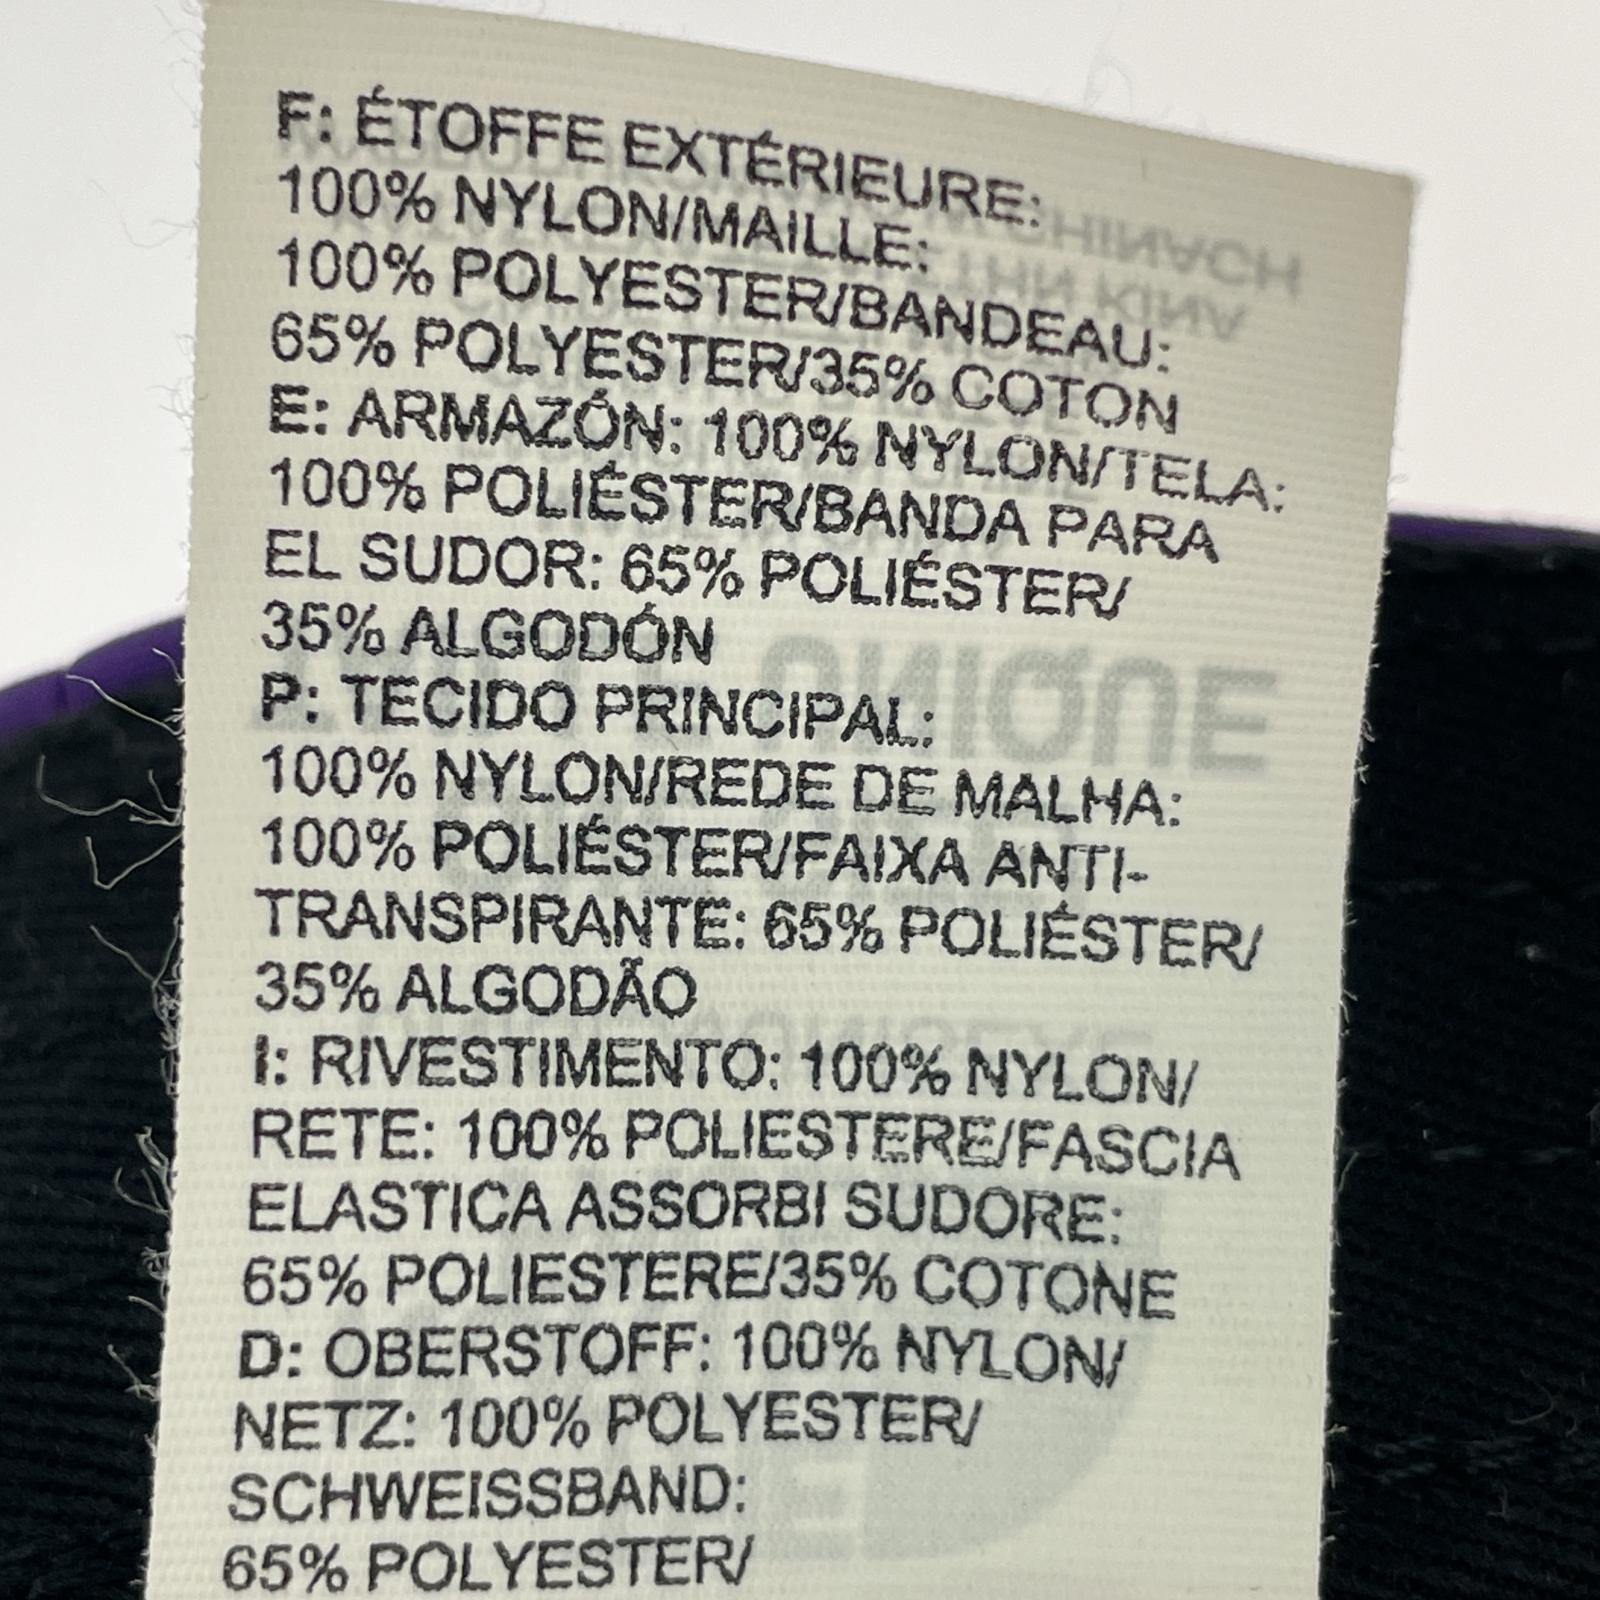 F: ÉTOFFE EXTÉRIEURE:
100% NYLON/MAILLE:
100% POLYESTER/BANDEAU:
65% POLYESTER/35% COTON
E: ARMAZÓN: 100% NYLON/TELA:
100% POLIÉSTER/BANDA PARA
EL SUDOR: 65% POLIÉSTER/
35% ALGODÓN
P: TECIDO PRINCIPAL:
100% NYLON/REDE DE MALHA:
100% POLIÉSTER/FAIXA ANTI-
TRANSPIRANTE: 65% POLIÉSTER/
35% ALGODÃO
I: RIVESTIMENTO: 100% NYLON/
RETE: 100% POLIESTERE/FASCIA
ELASTICA ASSORBI SUDORE:
65% POLIESTERE/35% COTONE
D: OBERSTOFF: 100% NYLON/
NETZ: 100% POLYESTER/
SCHWEISSBAND:
65% POLYESTER/